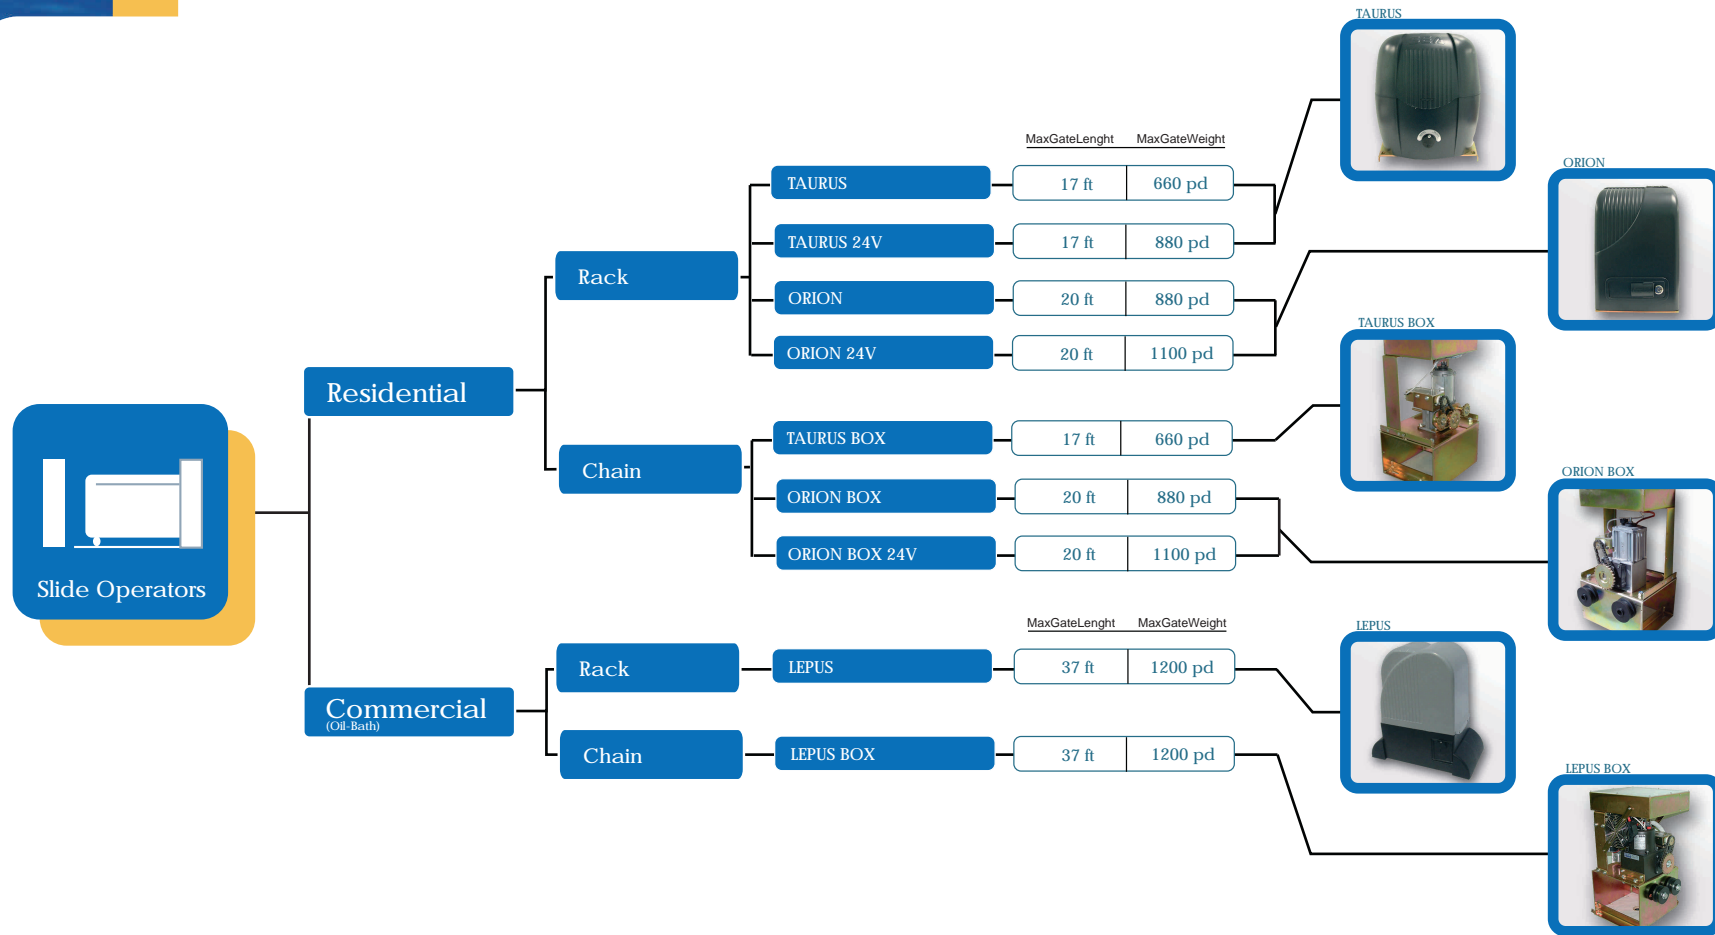 TAURUS
MaxGateLenght MaxGateWeight
ORION
TAURUS 17 ft 660 pd
TAURUS 24V 17 ft 880 pd
Rack
ORION 20 ft 880 pd
TAURUS BOX
ORION 24V 20 ft 1100 pd
Residential
TAURUS BOX 17 ft 660 pd
Chain
ORION BOX
ORION BOX 20 ft 880 pd
ORION BOX 24V 20 ft 1100 pd
Slide Operators
MaxGateLenght MaxGateWeight
LEPUS
Rack
LEPUS 37 ft 1200 pd
Commercial
(Oil-Bath)
Chain
LEPUS BOX 37 ft 1200 pd
LEPUS BOX